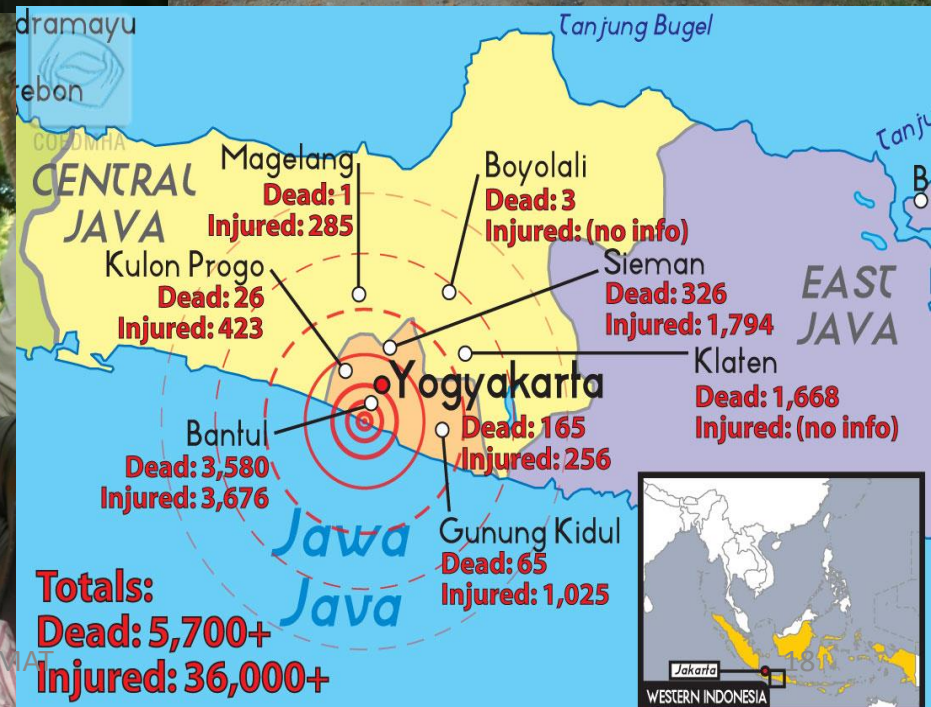 dramayu
Tanjung Bugel
ebon
COEDMHA
CENTRAL
JAVA
Magelang
Dead: 1
Injured: 285
Boyolali
Dead: 3
Injured: (no info)
Kulon Progo
Dead: 26
Injured: 423
Sieman
Dead: 326
Injured: 1,794
EAST
JAVA
Klaten
Dead: 1,668
Injured: (no info)
Yogyakarta
Dead: 165
Injured: 256
Bantul
Dead: 3,580
Injured: 3,676
Gunung Kidul
Dead: 65
Injured: 1,025
Jawa
Java
Totals:
Dead: 5,700+
Injured: 36,000+
Jakarta
WESTERN INDONESIA
18